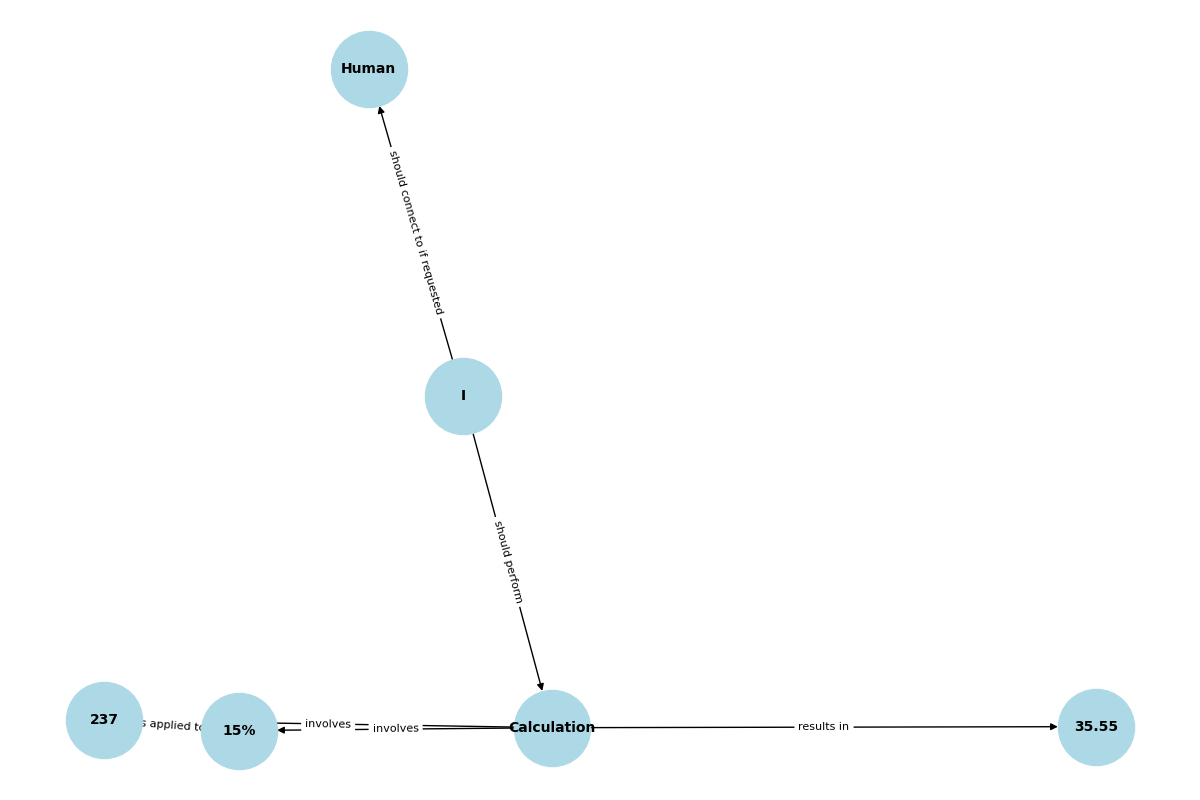 Human
should connect to if requested
I
should perform
237
applied to
15%
involves
involves
Calculation
results in
35.55